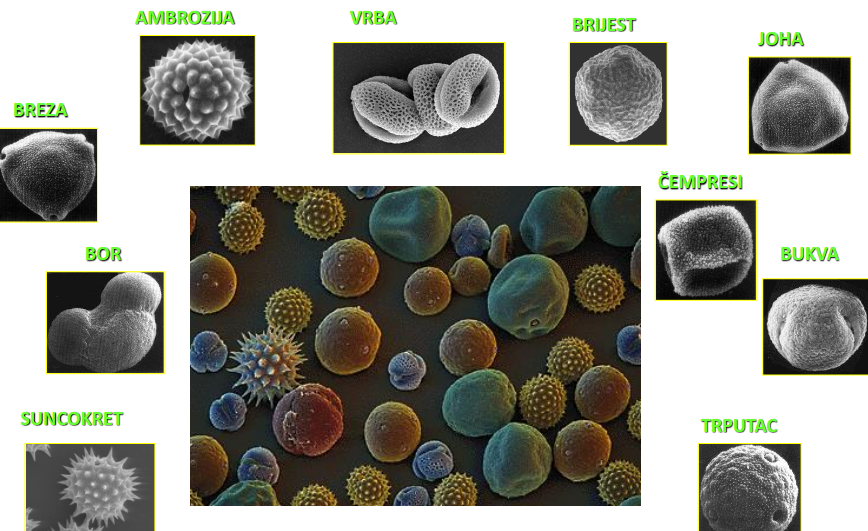 AMBROZIJA
VRBA
BRIJEST
JOHA
BREZA
ČEMPRESI
BOR
BUKVA
SUNCOKRET
TRPUTAC